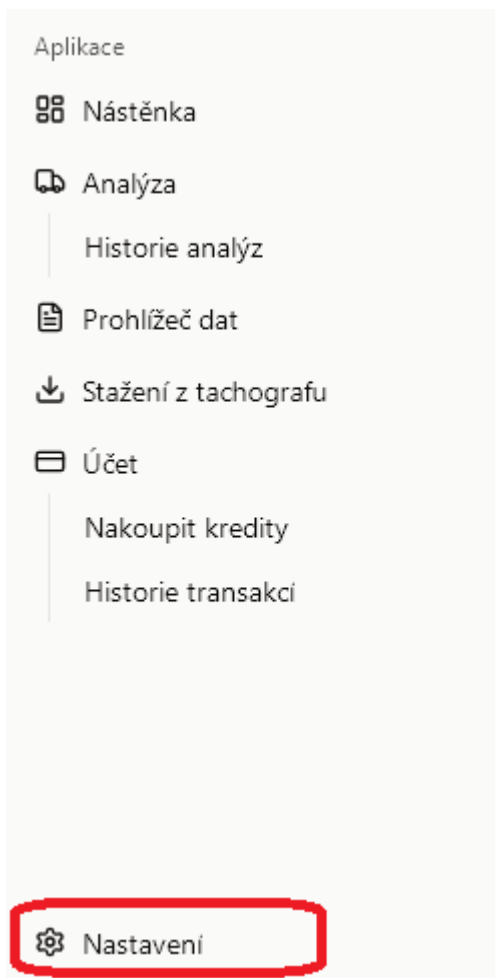 Aplikace
Nástěnka
Analýza
Historie analýz
Prohlížeč dat
Stažení z tachografu
Účet
Nakoupit kredity
Historie transakcí
Nastavení